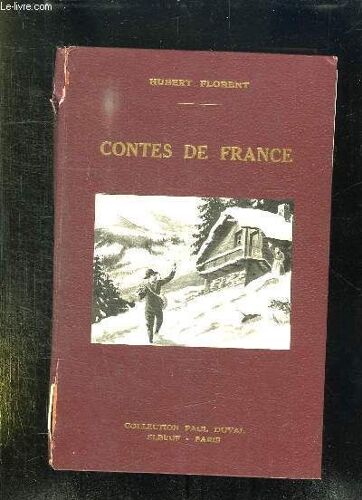 Le-livre.com
HUBERT FLORENT
CONTES DE FRANCE
COLLECTION PAUL DUVAL
ELBEUF - PARIS